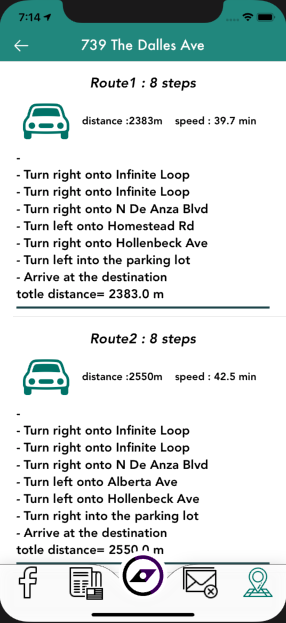 7:14
739 The Dalles Ave
Route1 : 8 steps
distance :2383m speed : 39.7 min
-
- Turn right onto Infinite Loop
- Turn right onto Infinite Loop
- Turn right onto N De Anza Blvd
- Turn left onto Homestead Rd
- Turn right onto Hollenbeck Ave
- Turn left into the parking lot
- Arrive at the destination
totle distance= 2383.0 m
Route2 : 8 steps
distance :2550m speed : 42.5 min
-
- Turn right onto Infinite Loop
- Turn right onto Infinite Loop
- Turn right onto N De Anza Blvd
- Turn left onto Alberta Ave
- Turn left onto Hollenbeck Ave
- Turn right into the parking lot
- Arrive at the destination
totle distance= 2550.0 m